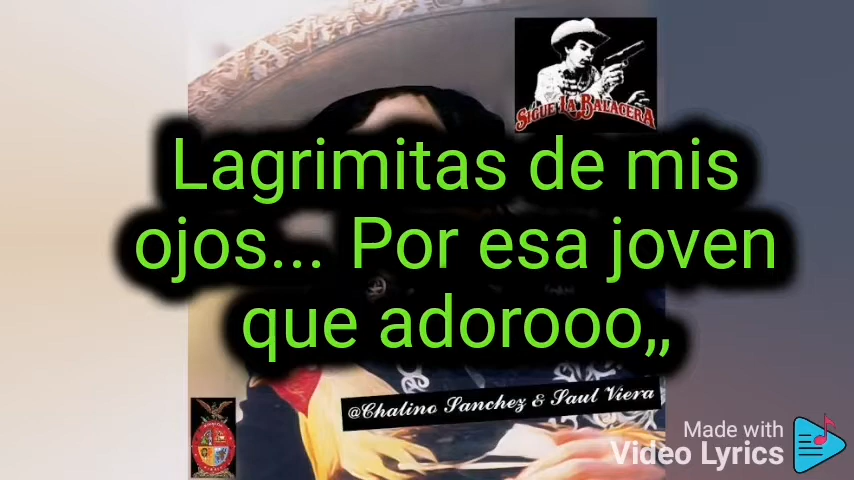 SIGUE LA BALACERA
Lagrimitas de mis
ojos... Por esa joven
que adorooo,,
@Chalino Sanchez & Saul Viera
Made with
Video Lyrics